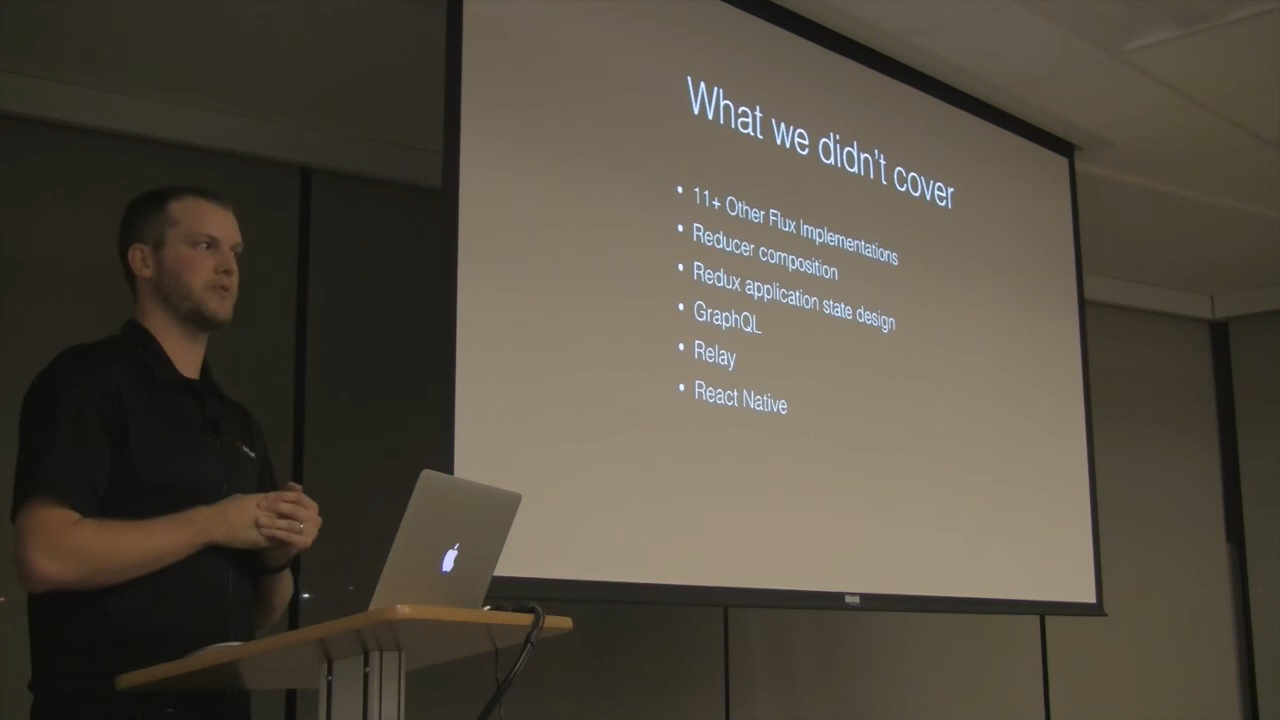 What we didn't cover
• 11+ Other Flux Implementations
• Reducer composition
• Redux application state design
• GraphQL
• Relay
• React Native